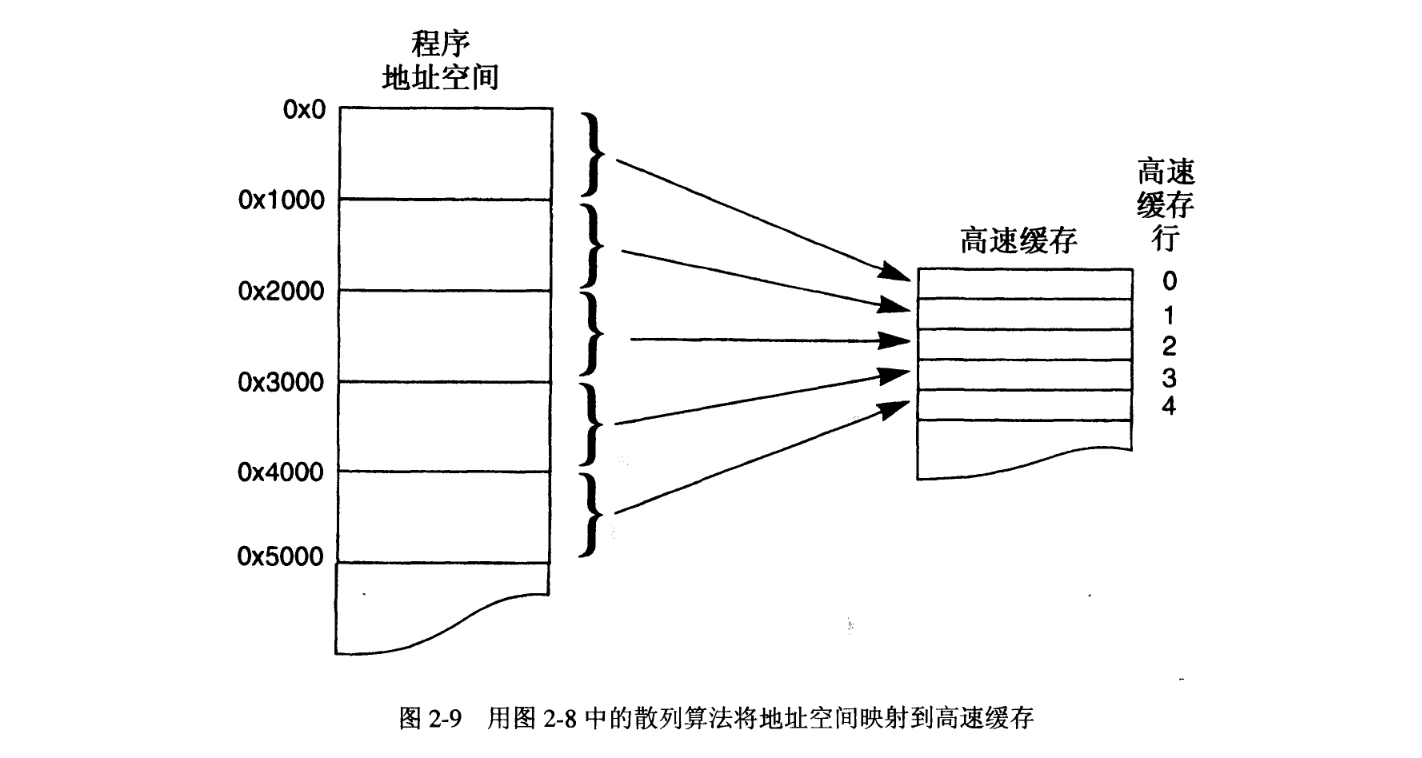 程序
地址空间
0x0
0x1000
0x2000
0x3000
0x4000
0x5000
高速缓存
高速
缓存
行
0
1
2
3
4
图 2-9 用图 2-8 中的散列算法将地址空间映射到高速缓存